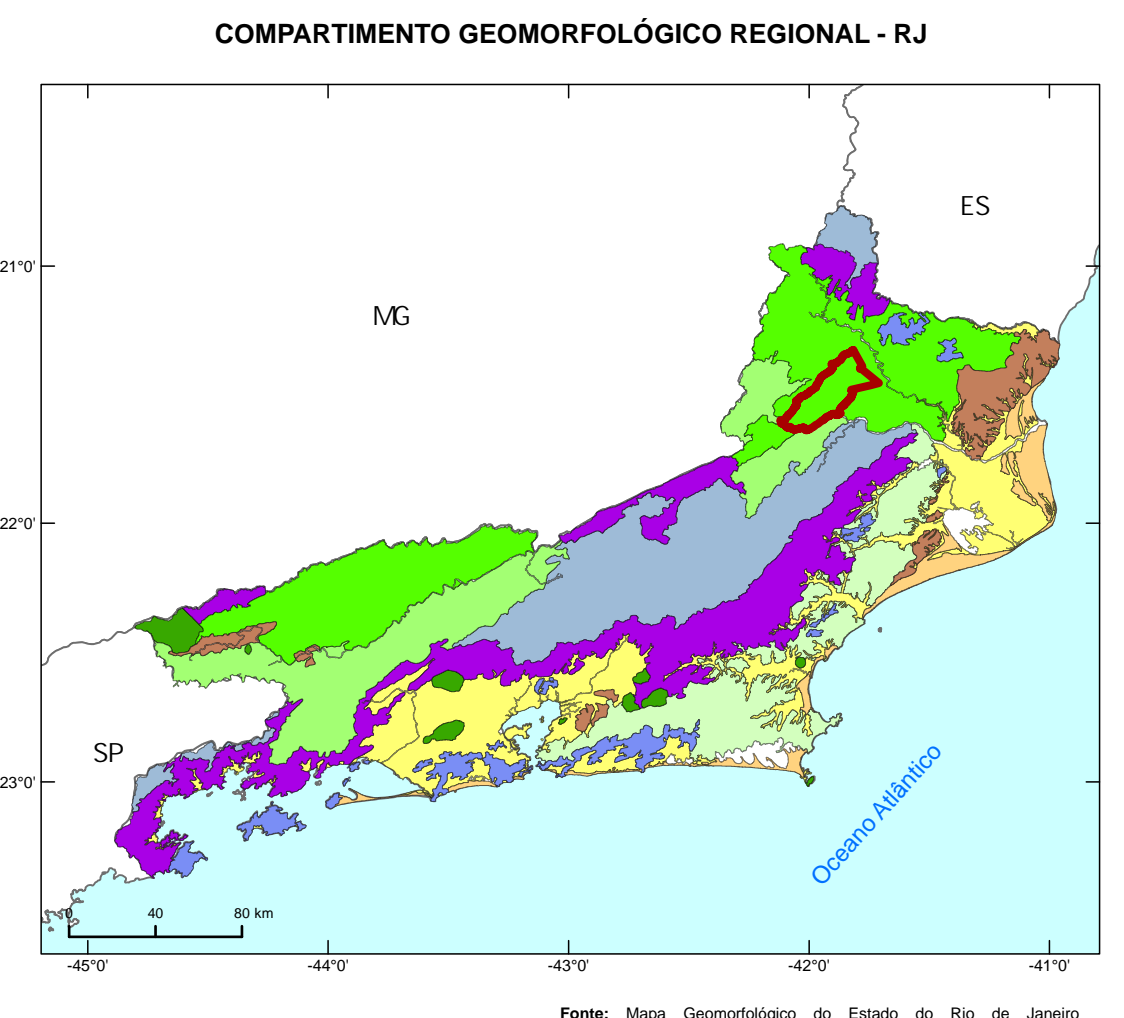 COMPARTIMENTO GEOMORFOLÓGICO REGIONAL - RJ
ES
21°0'
MG
22°0'
SP
23°0'
Oceano Atlântico
0 40 80 km
-45°0' -44°0' -43°0' -42°0' -41°0'
Fonte: Mapa Geomorfológico do Estado do Rio de Janeiro